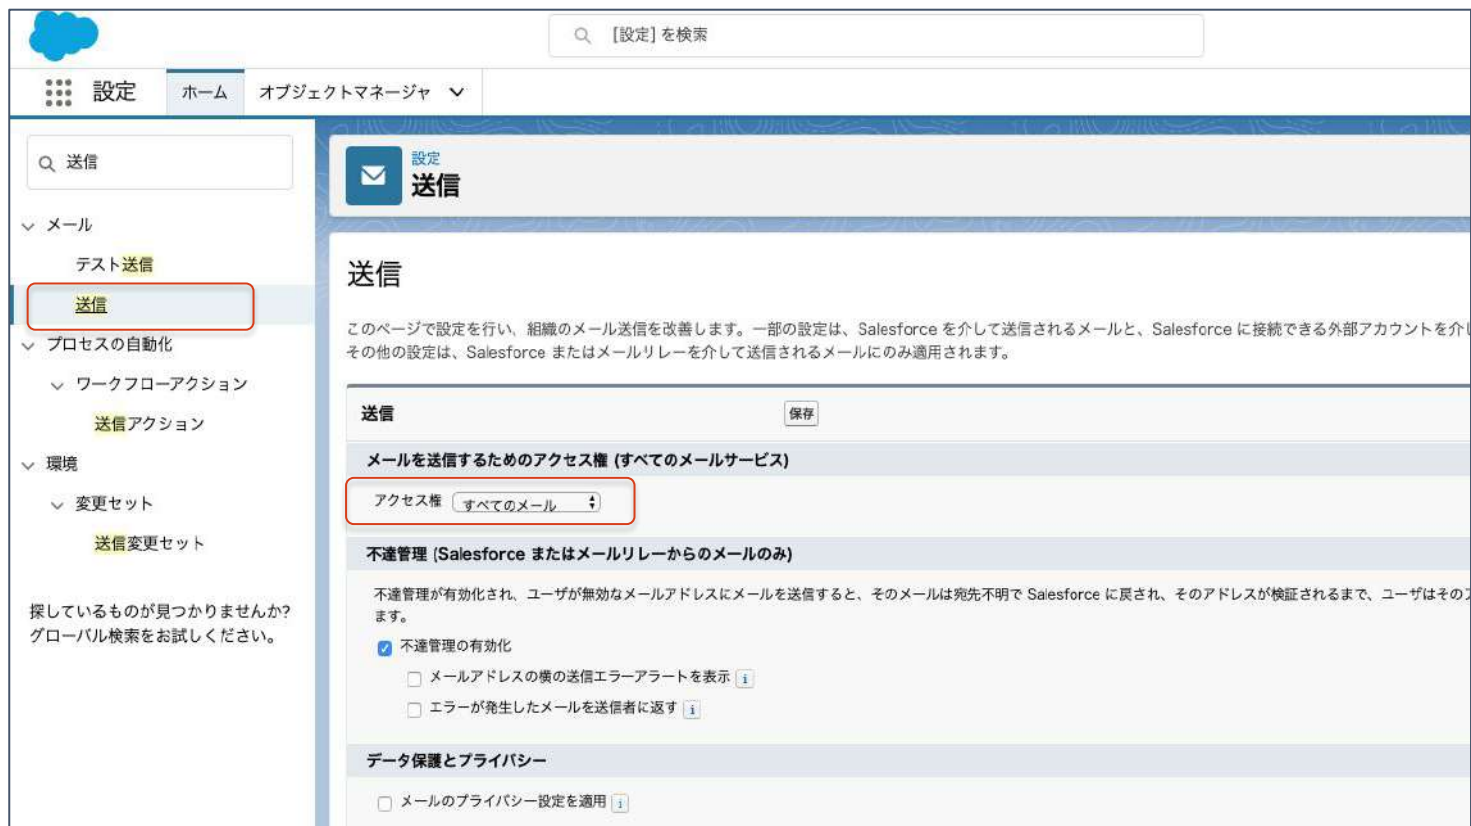 [設定] を検索
設定
ホーム
オブジェクトマネージャ
送信
メール
テスト送信
送信
プロセスの自動化
ワークフローアクション
送信アクション
環境
変更セット
送信変更セット
探しているものが見つかりませんか?
グローバル検索をお試しください。
設定
送信
送信
このページで設定を行い、組織のメール送信を改善します。一部の設定は、Salesforce を介して送信されるメールと、Salesforce に接続できる外部アカウントを介し
その他の設定は、Salesforce またはメールリレーを介して送信されるメールにのみ適用されます。
送信
保存
メールを送信するためのアクセス権 (すべてのメールサービス)
アクセス権 すべてのメール
不達管理 (Salesforce またはメールリレーからのメールのみ)
不達管理が有効化され、ユーザが無効なメールアドレスにメールを送信すると、そのメールは宛先不明で Salesforce に戻され、そのアドレスが検証されるまで、ユーザはその
ます。
不達管理の有効化
メールアドレスの横の送信エラーアラートを表示 i
エラーが発生したメールを送信者に返す i
データ保護とプライバシー
メールのプライバシー設定を適用 i